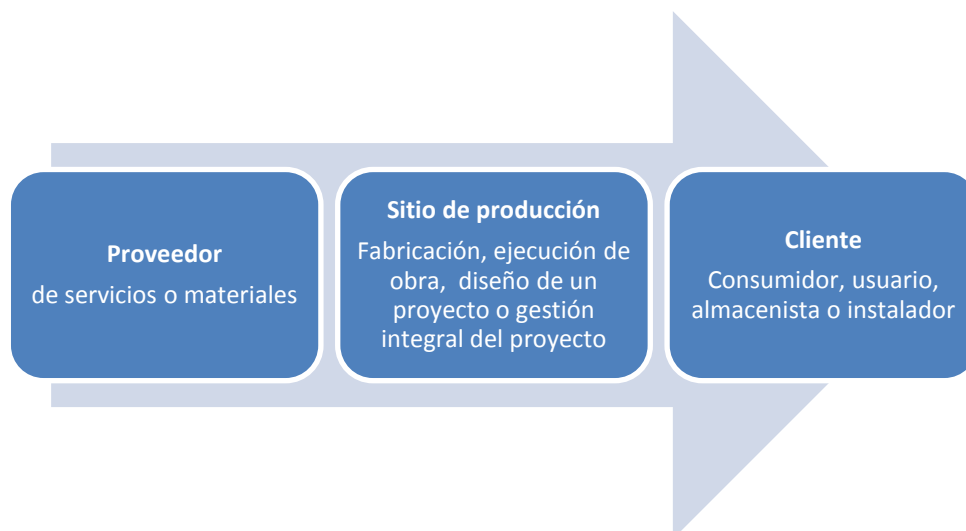 Proveedor
de servicios o materiales
Sitio de producción
Fabricación, ejecución de
obra, diseño de un
proyecto o gestión
integral del proyecto
Cliente
Consumidor, usuario,
almacenista o instalador